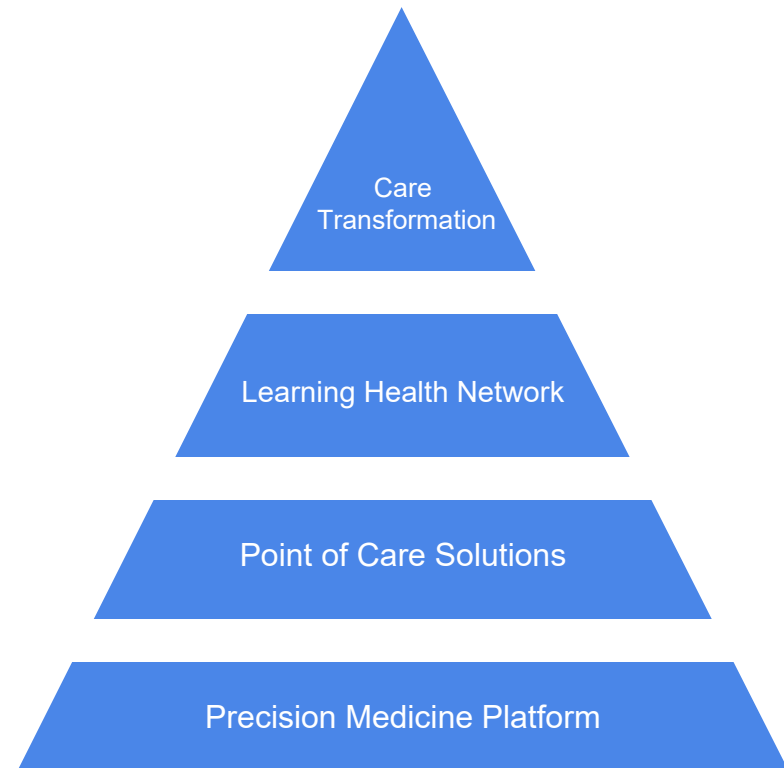 Care
Transformation
Learning Health Network
Point of Care Solutions
Precision Medicine Platform